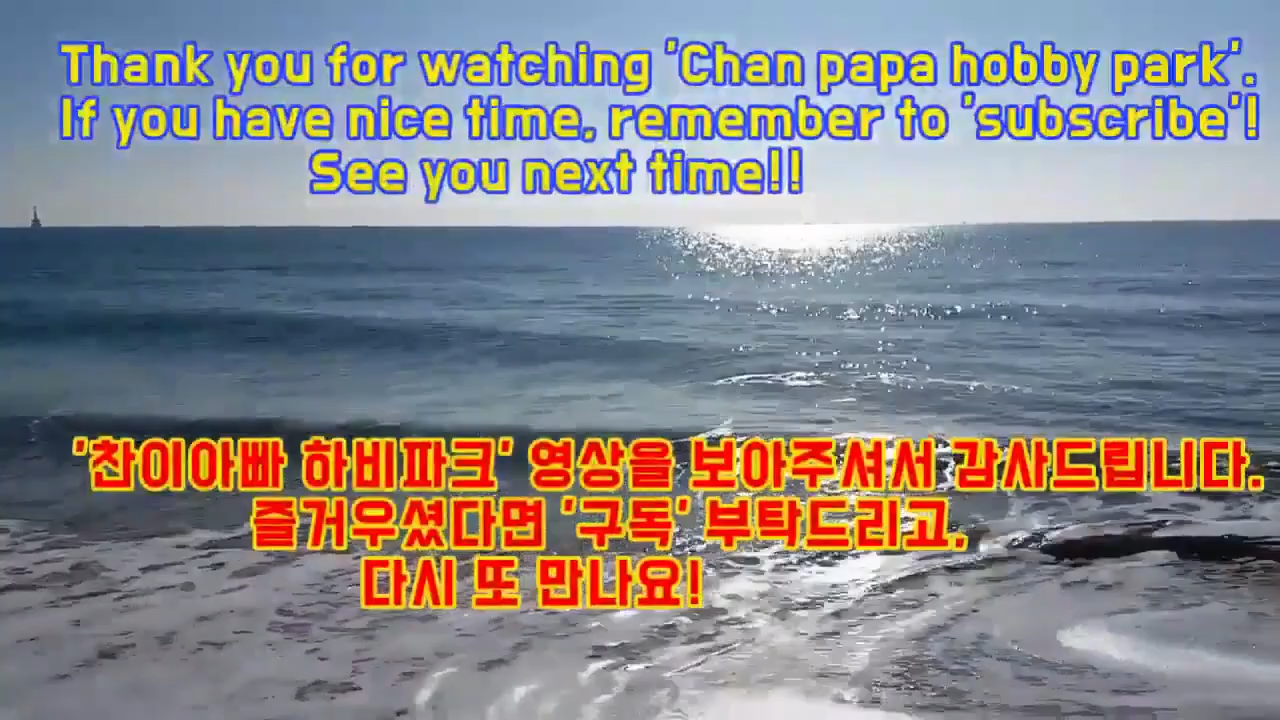 Thank you for watching 'Chan papa hobby park'.
If you have nice time, remember to 'subscribe'!
See you next time!!
'찬이아빠 하비파크' 영상을 보아주셔서 감사드립니다.
즐거우셨다면 '구독' 부탁드리고,
다시 또 만나요!